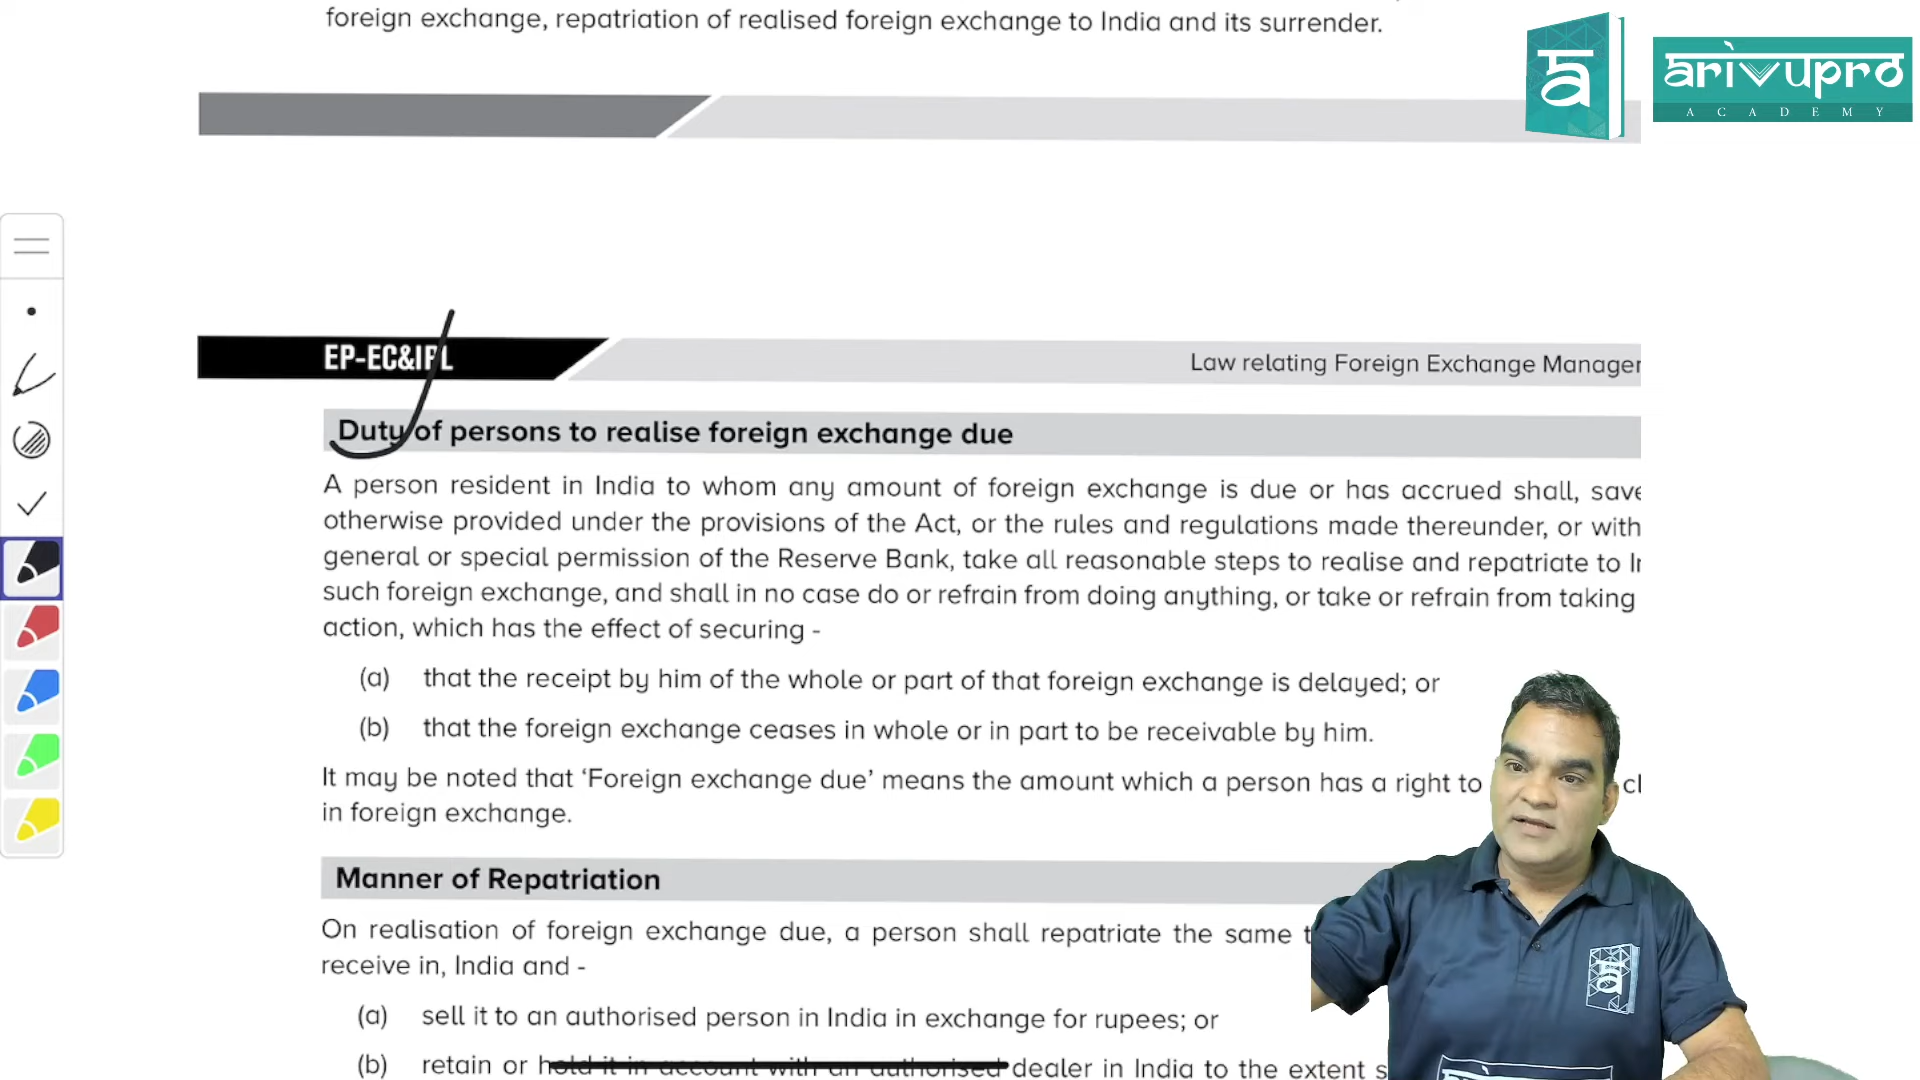 foreign exchange, repatriation of realised foreign exchange to India and its surrender.
arivupro
ACADEMY
EP-EC&IPL
Law relating Foreign Exchange Manager
Duty of persons to realise foreign exchange due
A person resident in India to whom any amount of foreign exchange is due or has accrued shall, save
otherwise provided under the provisions of the Act, or the rules and regulations made thereunder, or with
general or special permission of the Reserve Bank, take all reasonable steps to realise and repatriate to
such foreign exchange, and shall in no case do or refrain from doing anything, or take or refrain from taking
action, which has the effect of securing -
(a) that the receipt by him of the whole or part of that foreign exchange is delayed; or
(b) that the foreign exchange ceases in whole or in part to be receivable by him.
It may be noted that ‘Foreign exchange due’ means the amount which a person has a right to
in foreign exchange.
Manner of Repatriation
On realisation of foreign exchange due, a person shall repatriate the same
receive in, India and -
(a) sell it to an authorised person in India in exchange for rupees; or
(b) retain or hold it in account with an authorised dealer in India to the extent